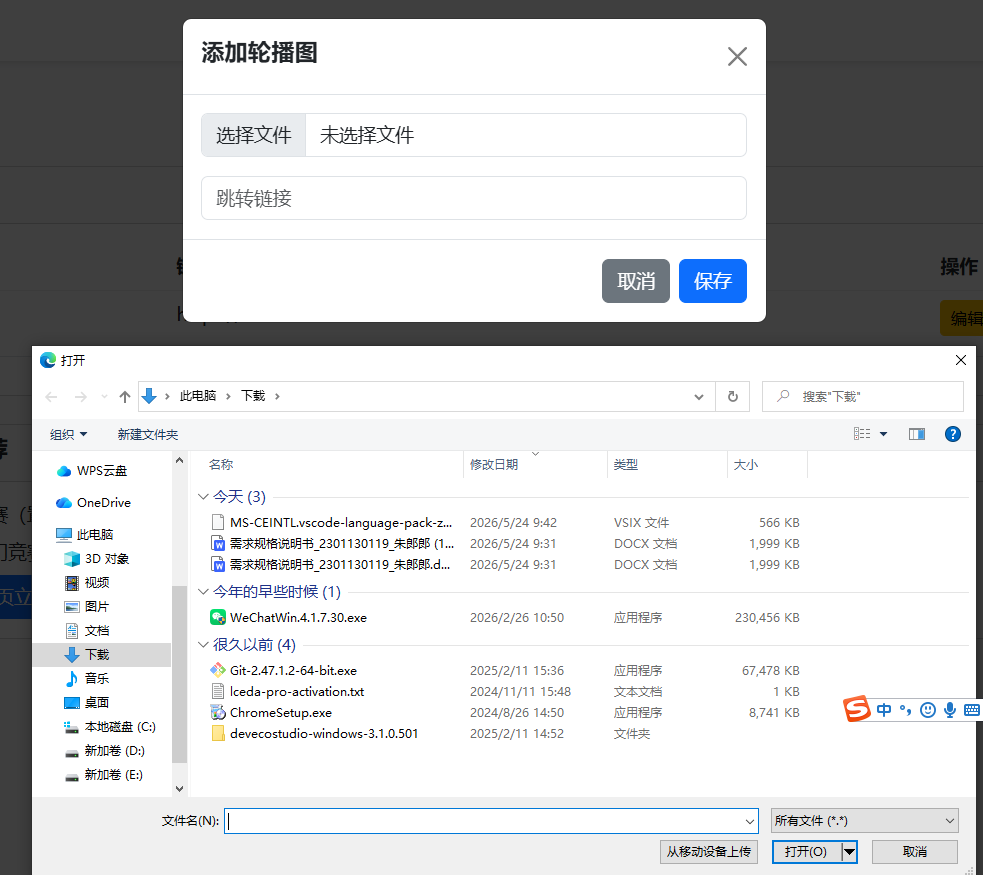 添加轮播图
选择文件 未选择文件
跳转链接
操作
取消 保存
编辑
打开
此电脑 下载
搜索"下载"
组织 新建文件夹
名称 修改日期 类型 大小
WPS云盘
OneDrive
此电脑
3D 对象
视频
图片
文档
下载
音乐
桌面
本地磁盘 (C:)
新加卷 (D:)
新加卷 (E:)
今天 (3)
MS-CEINTL.vscode-language-pack-z... 2026/5/24 9:42 VSIX 文件 566 KB
需求规格说明书_2301130119_朱郎郎 (1... 2026/5/24 9:31 DOCX 文档 1,999 KB
需求规格说明书_2301130119_朱郎郎.d... 2026/5/24 9:31 DOCX 文档 1,999 KB
今年的早些时候 (1)
WeChatWin.4.1.7.30.exe 2026/2/26 10:50 应用程序 230,456 KB
很久以前 (4)
Git-2.47.1.2-64-bit.exe 2025/2/11 15:36 应用程序 67,478 KB
lceda-pro-activation.txt 2024/11/11 15:48 文本文档 1 KB
ChromeSetup.exe 2024/8/26 14:50 应用程序 8,741 KB
devecostudio-windows-3.1.0.501 2025/2/11 14:52 文件夹
中
文件名(N): 所有文件 (*.*)
从移动设备上传 打开(O) 取消